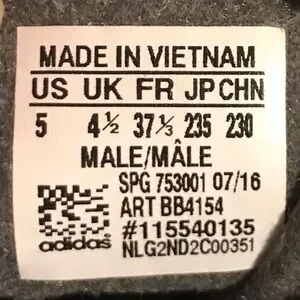 MADE IN VIETNAM
US UK FR JP CHN
5 4½ 37⅓ 235 230
MALE/MÂLE
SPG 753001 07/16
ART BB4154
#115540135
adidas NLG2ND2C00351